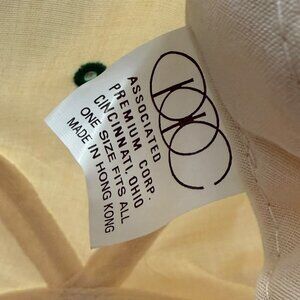 ASSOCIATED
PREMIUM CORP.
CINCINNATI, OHIO
ONE SIZE FITS ALL
MADE IN HONG KONG